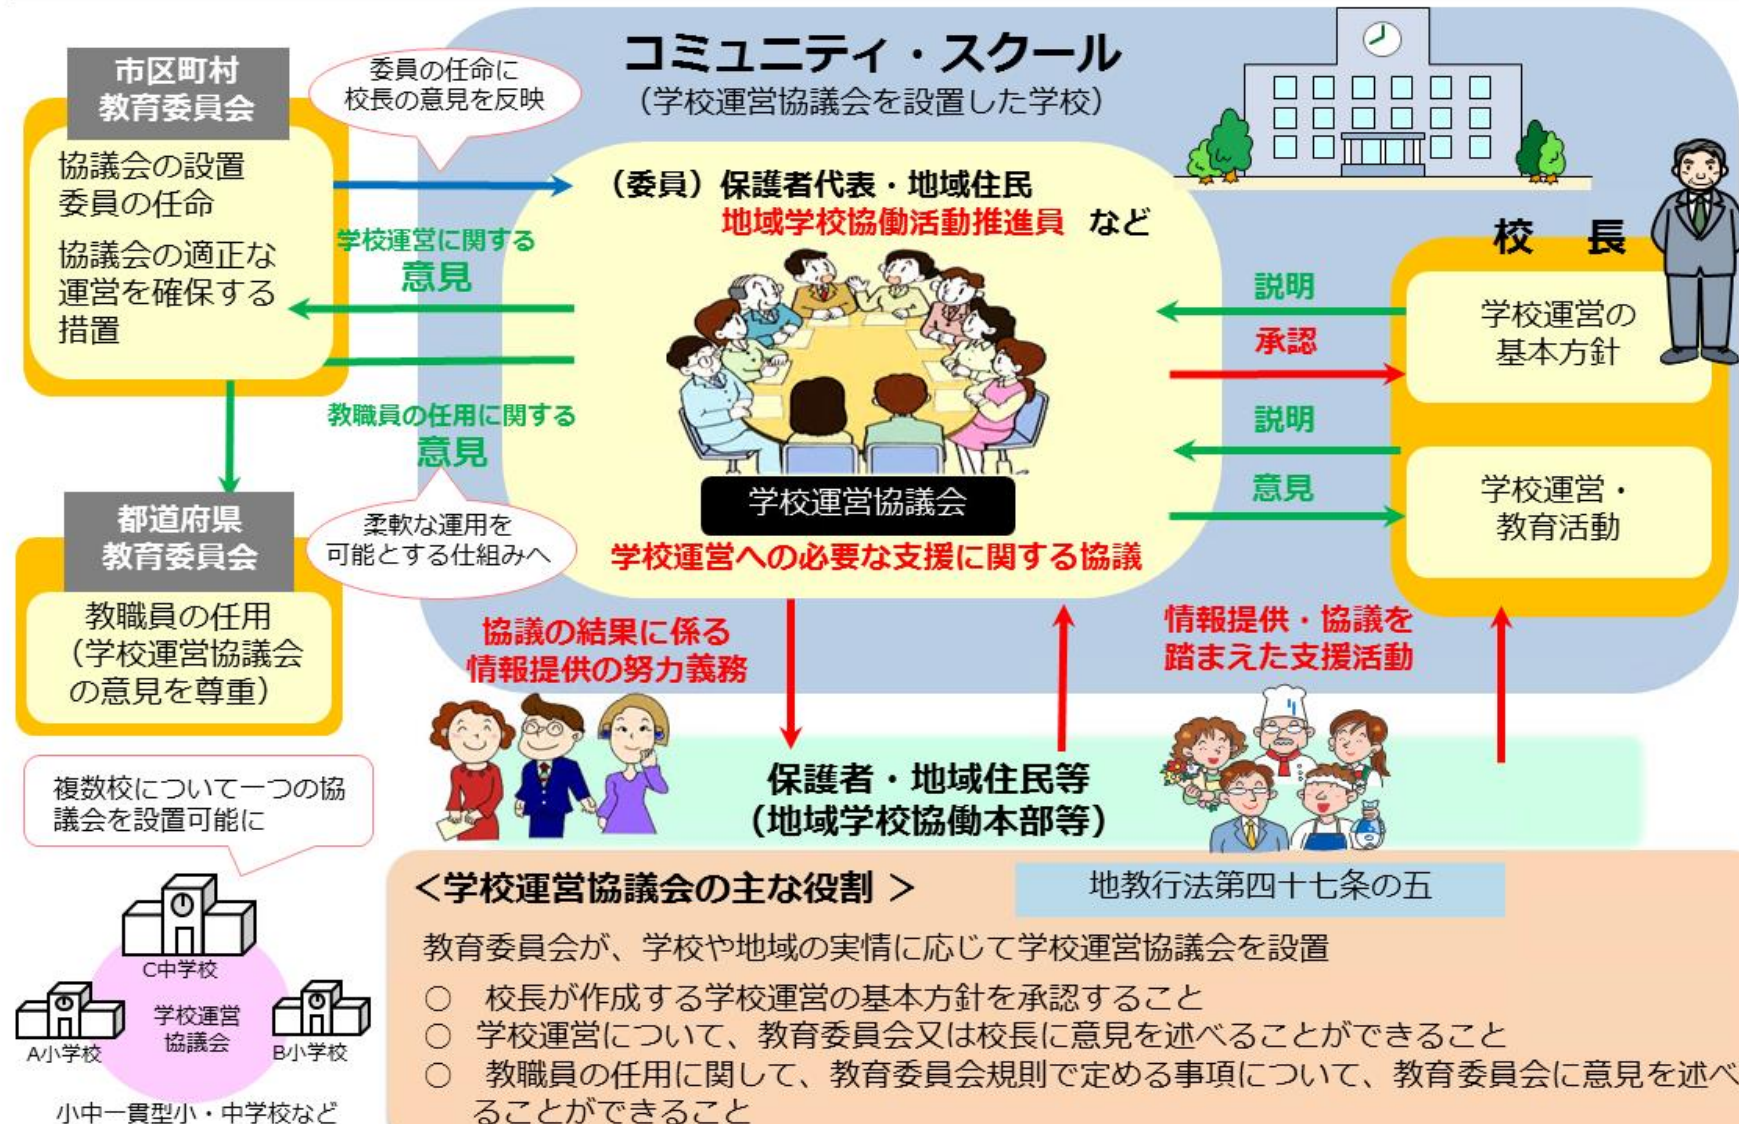 コミュニティ・スクール
（学校運営協議会を設置した学校）
市区町村
教育委員会
協議会の設置
委員の任命
協議会の適正な
運営を確保する
措置
委員の任命に
校長の意見を反映
（委員）保護者代表・地域住民
地域学校協働活動推進員 など
学校運営に関する
意見
教職員の任用に関する
意見
柔軟な運用を
可能とする仕組みへ
学校運営協議会
学校運営への必要な支援に関する協議
校 長
説明
承認
学校運営の
基本方針
説明
意見
学校運営・
教育活動
都道府県
教育委員会
教職員の任用
（学校運営協議会
の意見を尊重）
協議の結果に係る
情報提供の努力義務
情報提供・協議を
踏まえた支援活動
保護者・地域住民等
（地域学校協働本部等）
複数校について一つの協
議会を設置可能に
C中学校
学校運営
協議会
A小学校
B小学校
小中一貫型小・中学校など
＜学校運営協議会の主な役割 ＞
地教行法第四十七条の五
教育委員会が、学校や地域の実情に応じて学校運営協議会を設置
○ 校長が作成する学校運営の基本方針を承認すること
○ 学校運営について、教育委員会又は校長に意見を述べることができること
○ 教職員の任用に関して、教育委員会規則で定める事項について、教育委員会に意見を述べ
ることができること